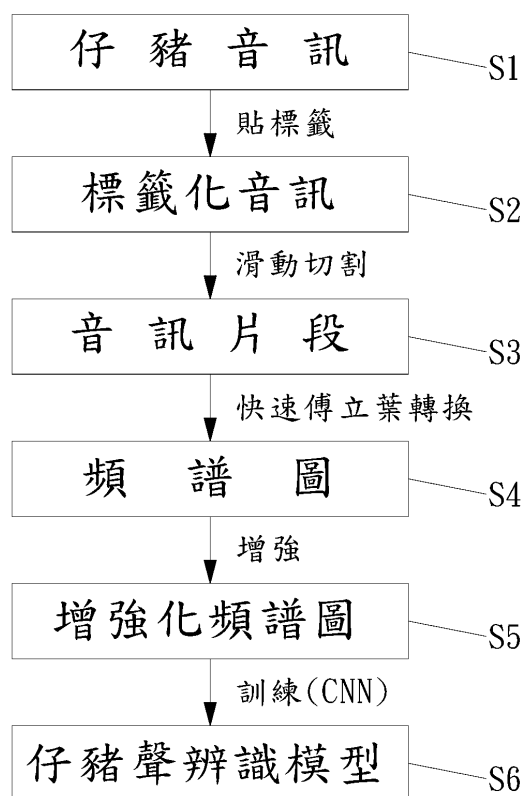 仔豬音訊
S1
貼標籤
標籤化音訊
S2
滑動切割
音訊片段
S3
快速傅立葉轉換
頻譜圖
S4
增強
增強化頻譜圖
S5
訓練(CNN)
仔豬聲辨識模型
S6